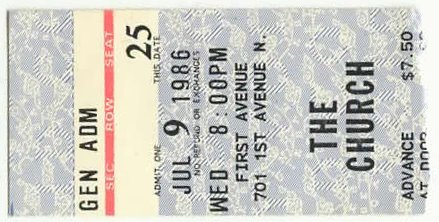 GEN ADM
SEC ROW SEAT
25
THIS DATE
ADMIT ONE
JUL 9 1986
NO REFUND or EXCHANGES
WED 8:00PM
FIRST AVENUE
701 1ST AVENUE N.
THE
CHURCH
ADVANCE $7.50
AT DOOR